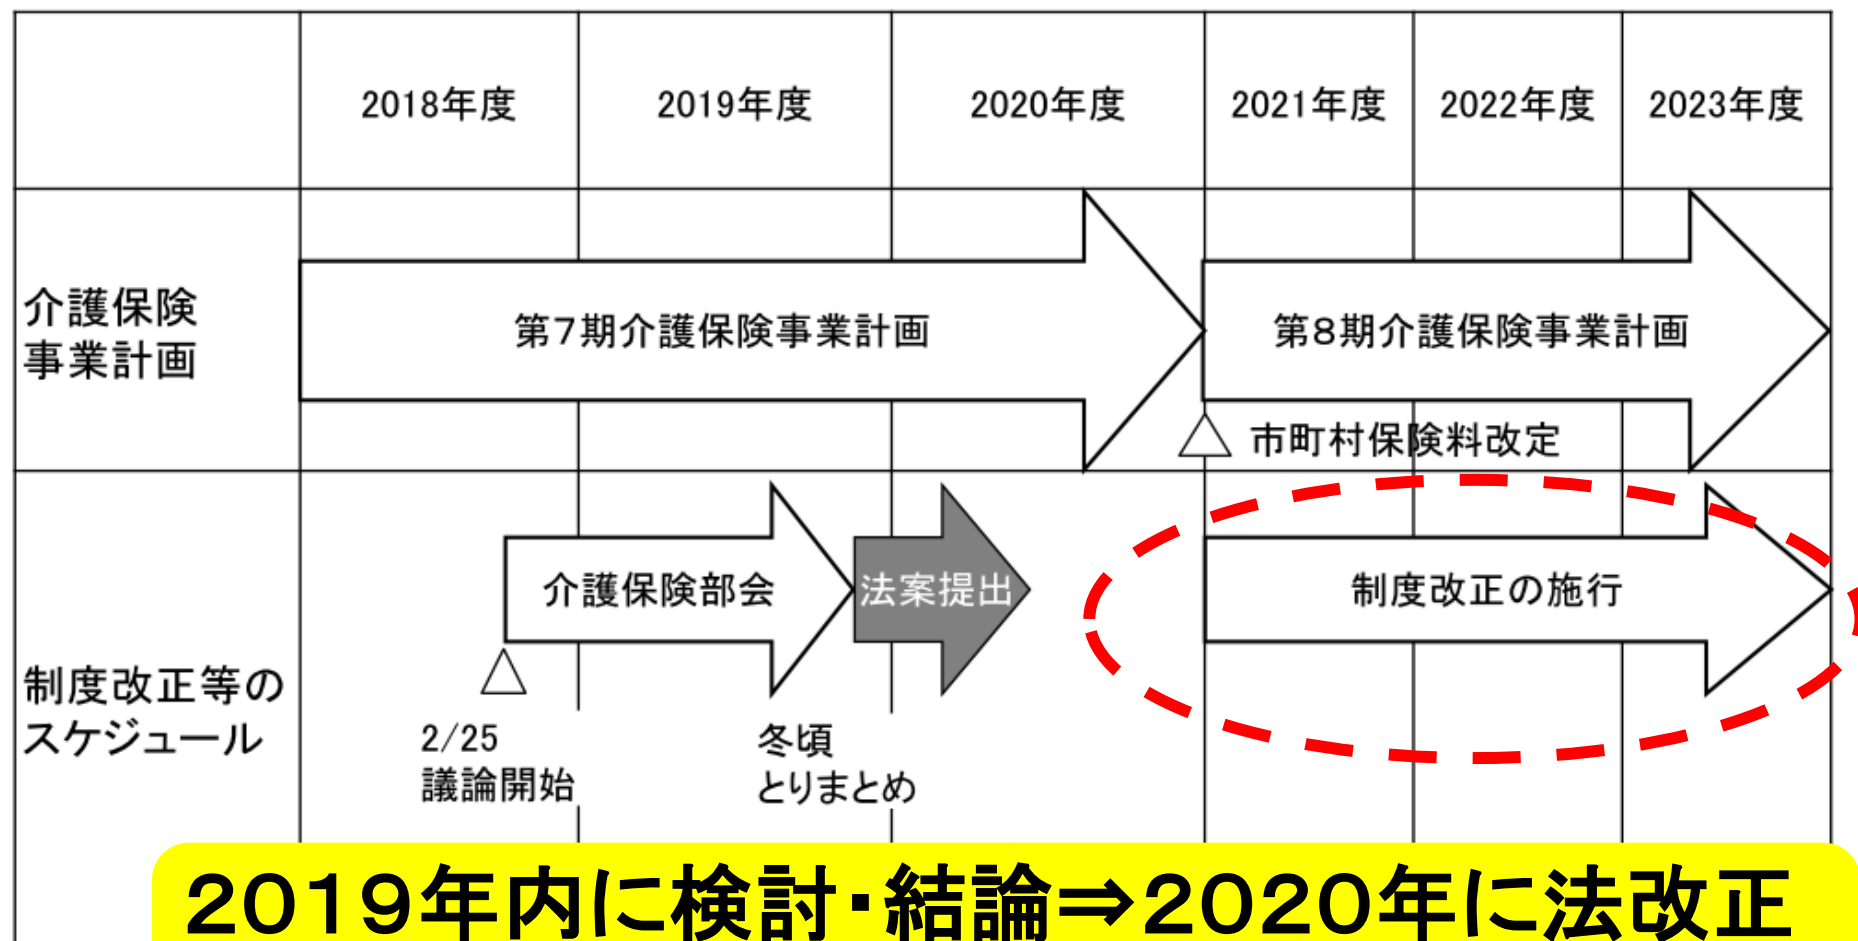 2018年度
2019年度
2020年度
2021年度
2022年度
2023年度
介護保険
事業計画
第7期介護保険事業計画
第8期介護保険事業計画
市町村保険料改定
制度改正等の
スケジュール
介護保険部会
法案提出
制度改正の施行
2/25
議論開始
冬頃
とりまとめ
2019年内に検討・結論⇒2020年に法改正